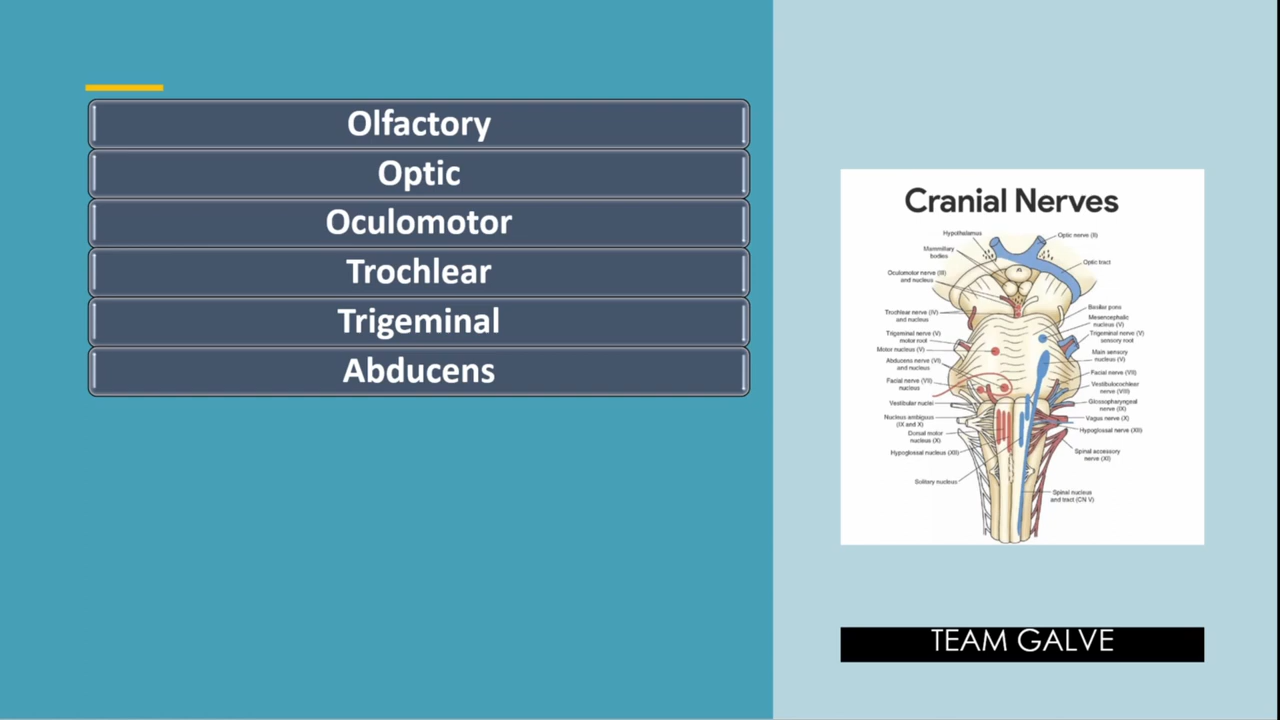 Olfactory
Optic
Oculomotor
Trochlear
Trigeminal
Abducens
Cranial Nerves
Hypothalamus
Mammillary
bodies
Oculomotor nerve (III)
and nucleus
Trochlear nerve (IV)
and nucleus
Trigeminal nerve (V)
motor root
Motor nucleus (V)
Abducens nerve (VI)
and nucleus
Facial nerve (VII)
nucleus
Vestibular nuclei
Nucleus ambiguus
(IX and X)
Dorsal motor
nucleus (X)
Hypoglossal nucleus (XII)
Solitary nucleus
Optic nerve (II)
Optic tract
Basilar pons
Mesencephalic
nucleus (V)
Trigeminal nerve (V)
sensory root
Main sensory
nucleus (V)
Facial nerve (VII)
Vestibulocochlear
nerve (VIII)
Glossopharyngeal
nerve (IX)
Vagus nerve (X)
Hypoglossal nerve (XII)
Spinal accessory
nerve (XI)
Spinal nucleus
and tract (CN V)
TEAM GALVE